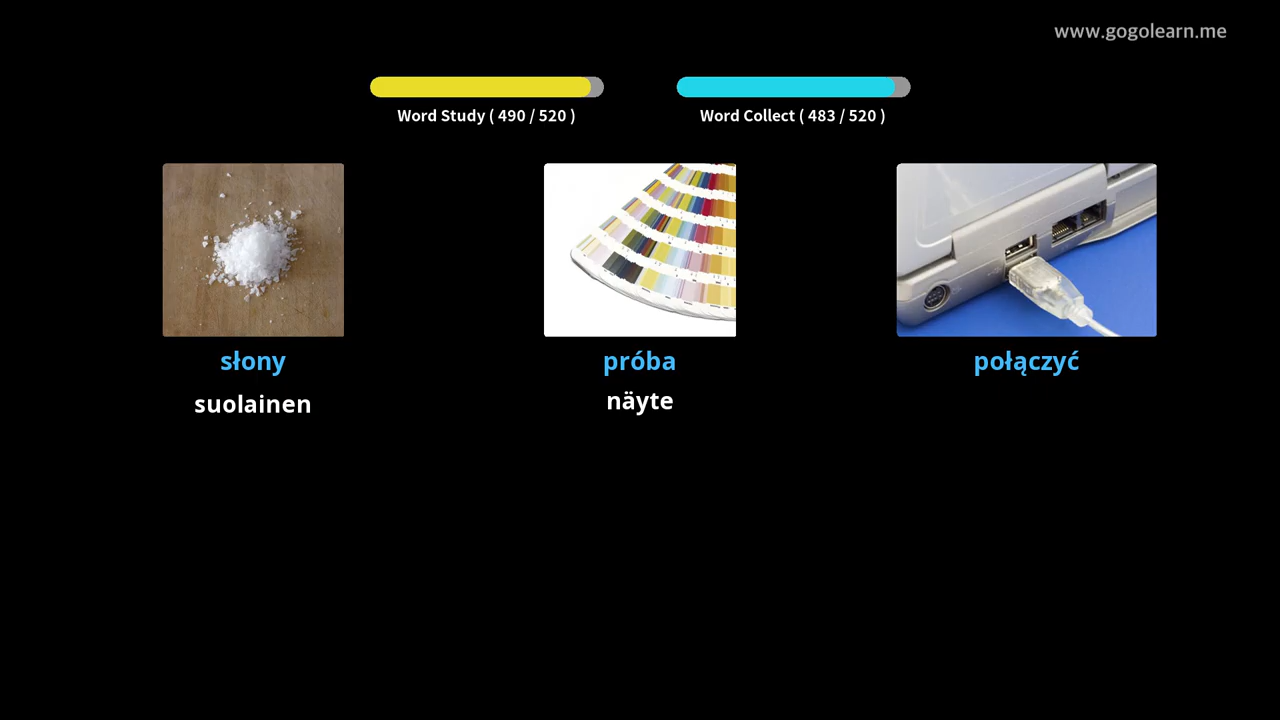 www.gogolearn.me
Word Study ( 490 / 520 )
Word Collect ( 483 / 520 )
słony
próba
połączyć
suolainen
näyte